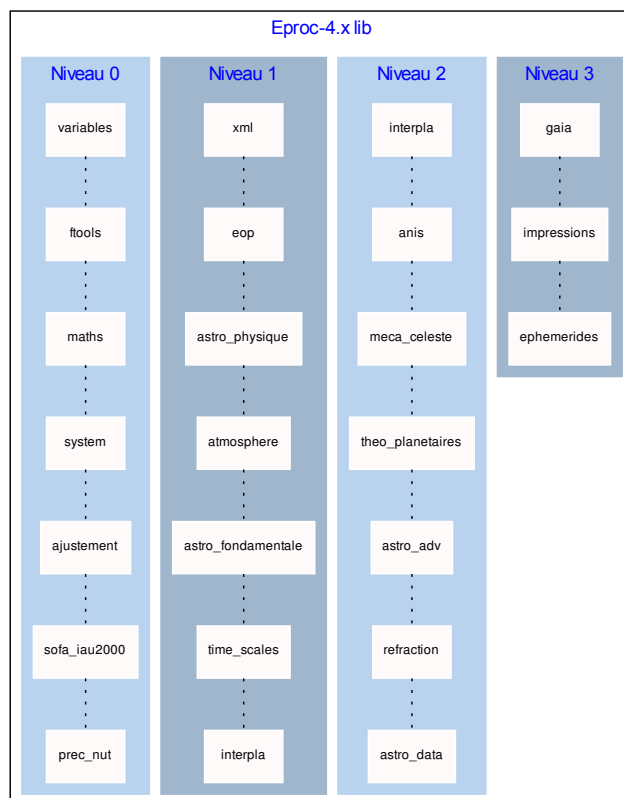 Eproc-4.x lib
Niveau 0
variables
ftools
maths
system
ajustement
sofa_iau2000
prec_nut
Niveau 1
xml
eop
astro_physique
atmosphere
astro_fondamentale
time_scales
interpla
Niveau 2
interpla
anis
meca_celeste
theo_planetaires
astro_adv
refraction
astro_data
Niveau 3
gaia
impressions
ephemerides